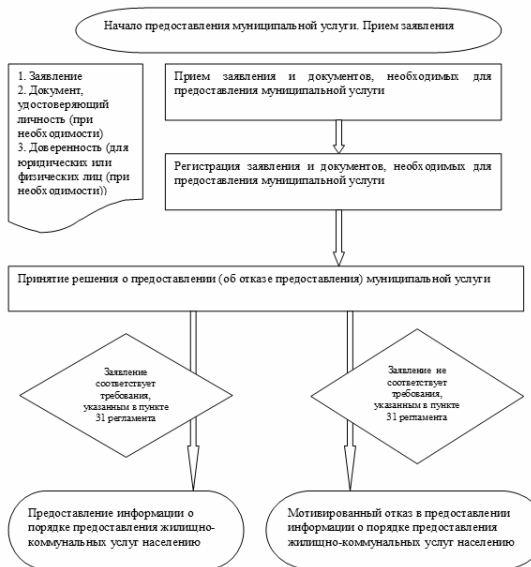 Начало предоставления муниципальной услуги. Прием заявления
1. Заявление
2. Документ,
удостоверяющий
личность (при
необходимости)
3. Доверенность (для
юридических или
физических лиц (при
необходимости))
Прием заявления и документов, необходимых для
предоставления муниципальной услуги
Регистрация заявления и документов, необходимых для
предоставления муниципальной услуги
Принятие решения о предоставлении (об отказе предоставления) муниципальной услуги
Заявление
соответствует
требования,
указанным в пункте
31 регламента
Заявление не
соответствует
требования,
указанным в пункте
31 регламента
Предоставление информации о
порядке предоставления жилищно-
коммунальных услуг населению
Мотивированный отказ в предоставлении
информации о порядке предоставления
жилищно-коммунальных услуг населению